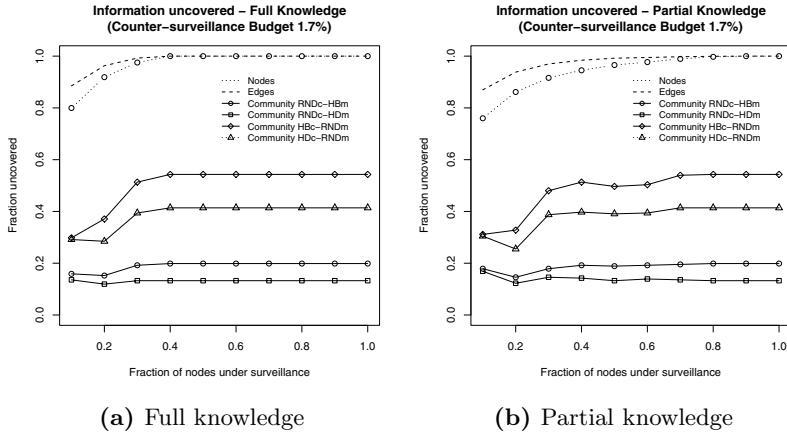 Information uncovered − Full Knowledge
(Counter−surveillance Budget 1.7%)
Fraction uncovered
1.0
0.8
0.6
0.4
0.2
0.0
Nodes
Edges
Community RNDc−HBm
Community RNDc−HDm
Community HBc−RNDm
Community HDc−RNDm
0.2 0.4 0.6 0.8 1.0
Fraction of nodes under surveillance
(a) Full knowledge
Information uncovered − Partial Knowledge
(Counter−surveillance Budget 1.7%)
Fraction uncovered
1.0
0.8
0.6
0.4
0.2
0.0
Nodes
Edges
Community RNDc−HBm
Community RNDc−HDm
Community HBc−RNDm
Community HDc−RNDm
0.2 0.4 0.6 0.8 1.0
Fraction of nodes under surveillance
(b) Partial knowledge